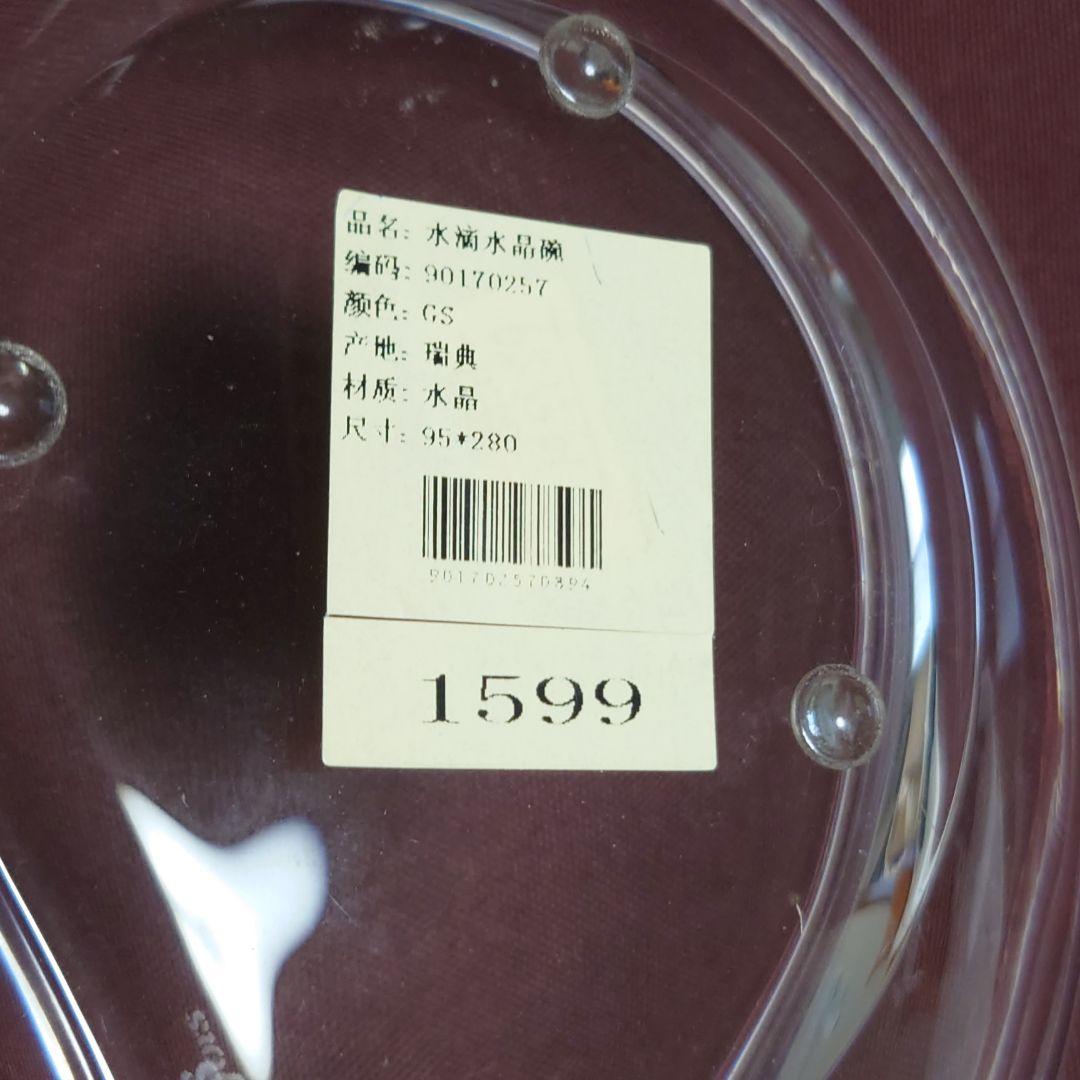 品名: 水滴水晶碗
编码: 90170257
颜色: GS
产地: 瑞典
材质: 水晶
尺寸: 95*280
901702570894
1599